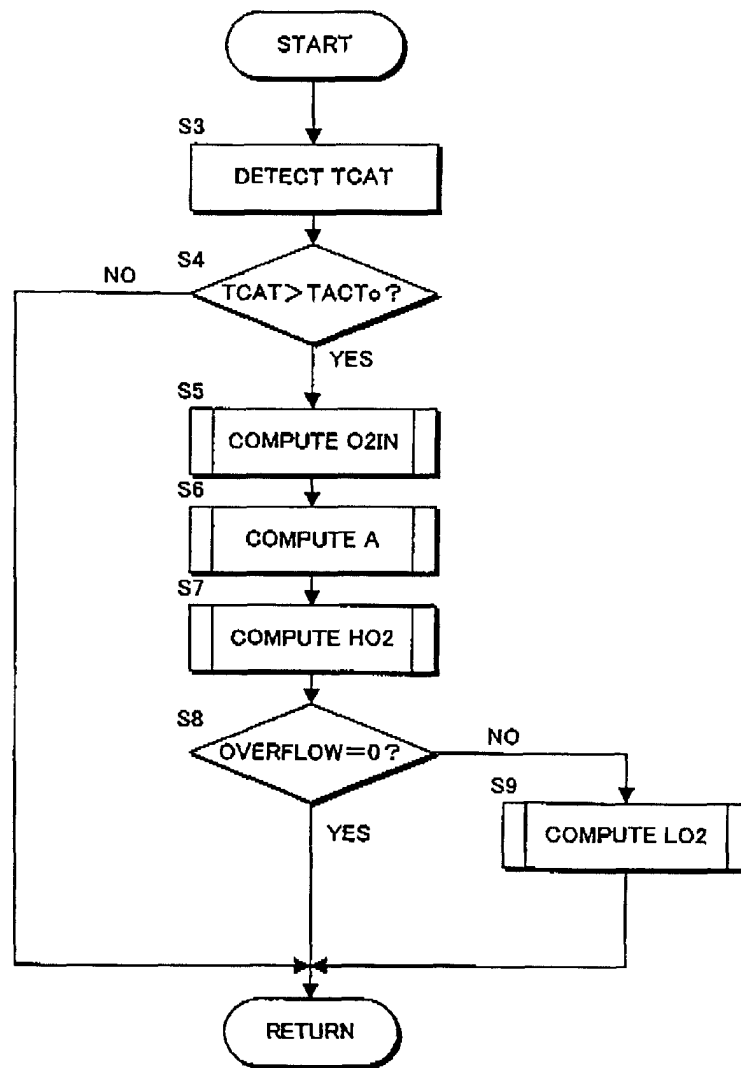 START
S3
DETECT TCAT
S4
NO
TCAT>TACTo?
YES
S5
COMPUTE O2IN
S6
COMPUTE A
S7
COMPUTE HO2
S8
OVERFLOW=0?
NO
YES
S9
COMPUTE LO2
RETURN